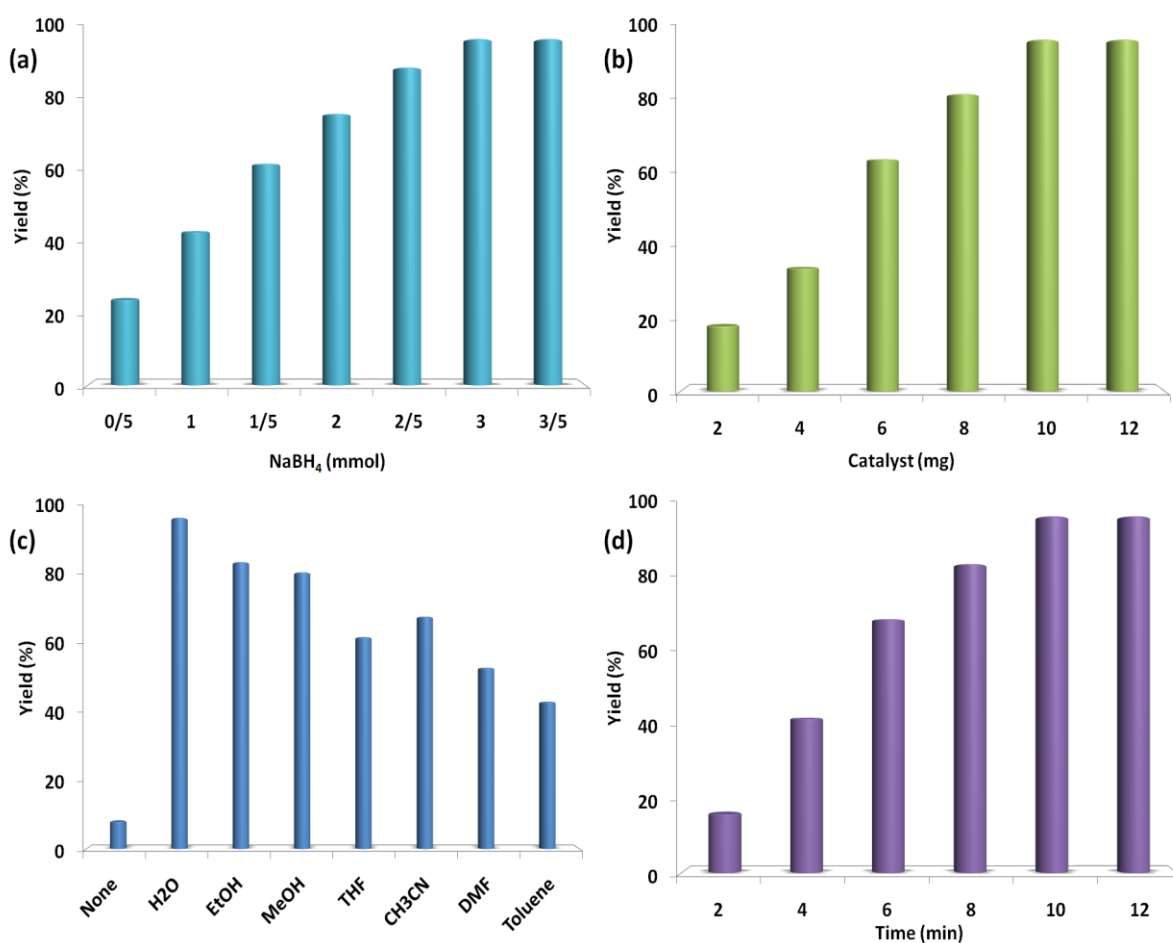 (a)
Yield (%)
100
80
60
40
20
0
0/5 1 1/5 2 2/5 3 3/5
NaBH₄ (mmol)
(b)
Yield (%)
100
80
60
40
20
0
2 4 6 8 10 12
Catalyst (mg)
(c)
Yield (%)
100
80
60
40
20
0
None H2O EtOH MeOH THF CH3CN DMF Toluene
(d)
Yield (%)
100
80
60
40
20
0
2 4 6 8 10 12
Time (min)